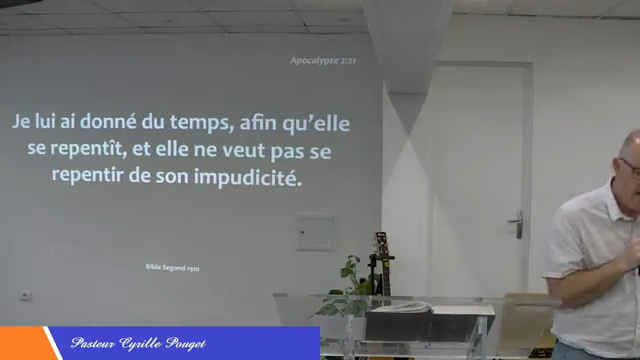 Apocalypse 2:21
Je lui ai donné du temps, afin qu'elle
se repentît, et elle ne veut pas se
repentir de son impudicité.
Bible Segond 1910
Pasteur Cyrille Pouget